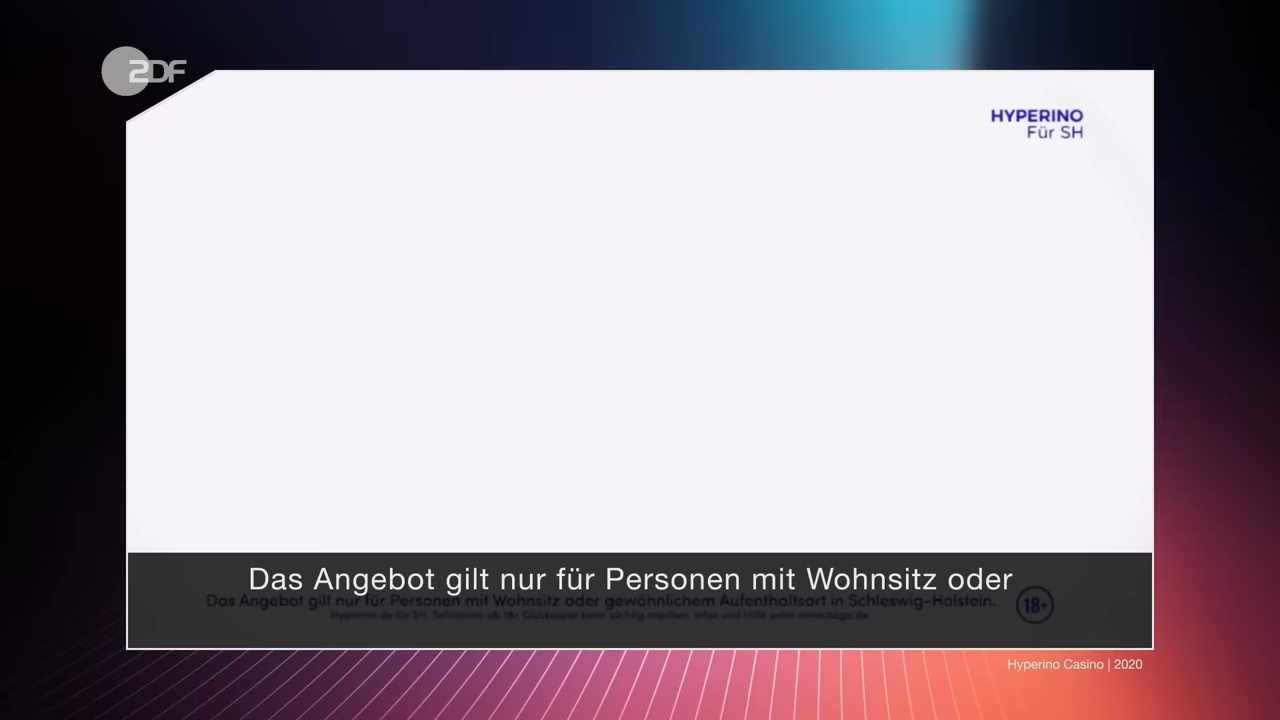 ZDF
HYPERINO
Für SH
Das Angebot gilt nur für Personen mit Wohnsitz oder
Das Angebot gilt nur für Personen mit Wohnsitz oder gewöhnlichem Aufenthaltsort in Schleswig-Holstein.
18+
Hyperino Casino | 2020